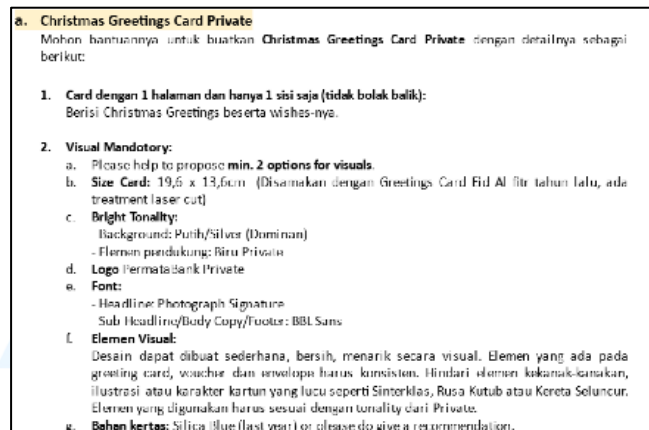 a. Christmas Greetings Card Private
Mohon bantuannya untuk buatkan Christmas Greetings Card Private dengan detailnya sebagai
berikut:
1. Card dengan 1 halaman dan hanya 1 sisi saja (tidak bolak balik):
Berisi Christmas Greetings beserta wishes-nya.
2. Visual Mandotory:
a. Please help to propose min. 2 options for visuals.
b. Size Card: 19,6 x 13,6cm (Disamakan dengan Greetings Card Eid Al fitr tahun lalu, ada
treatment laser cut)
c. Bright Tonality:
Background: Putih/Silver (Dominan)
- Elemen pendukung: Biru Private
d. Logo PermataBank Private
e. Font:
- Headline: Photograph Signature
Sub Headline/Body Copy/Footer: BBL Sans
f. Elemen Visual:
Desain dapat dibuat sederhana, bersih, menarik secara visual. Elemen yang ada pada
greeting card, voucher dan envelope harus konsisten. Hindari elemen kekanak-kanakan,
ilustrasi atau karakter kartun yang lucu seperti Sinterklas, Rusa Kutub atau Kereta Seluncur.
Elemen yang digunakan harus sesuai dengan tonality dari Private.
g. Bahan kertas: Silica Blue (last year) or please do give a recommendation.